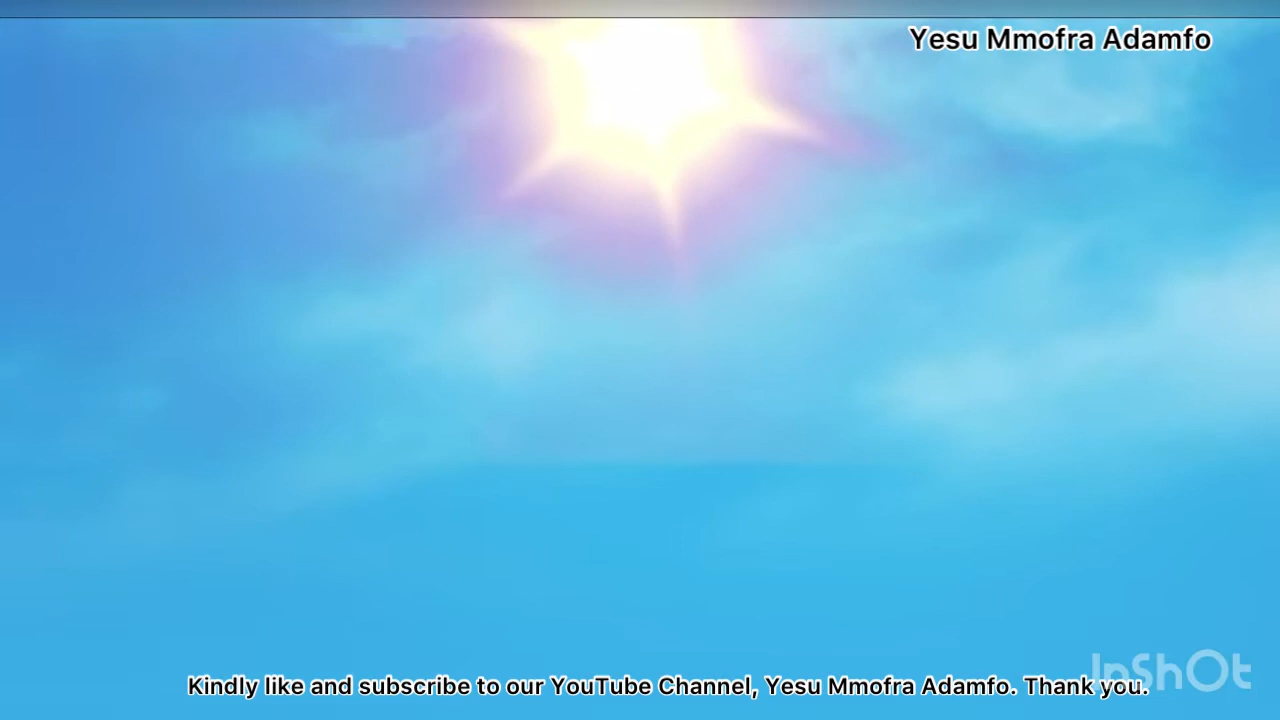 Yesu Mmofra Adamfo
InShOt
Kindly like and subscribe to our YouTube Channel, Yesu Mmofra Adamfo. Thank you.